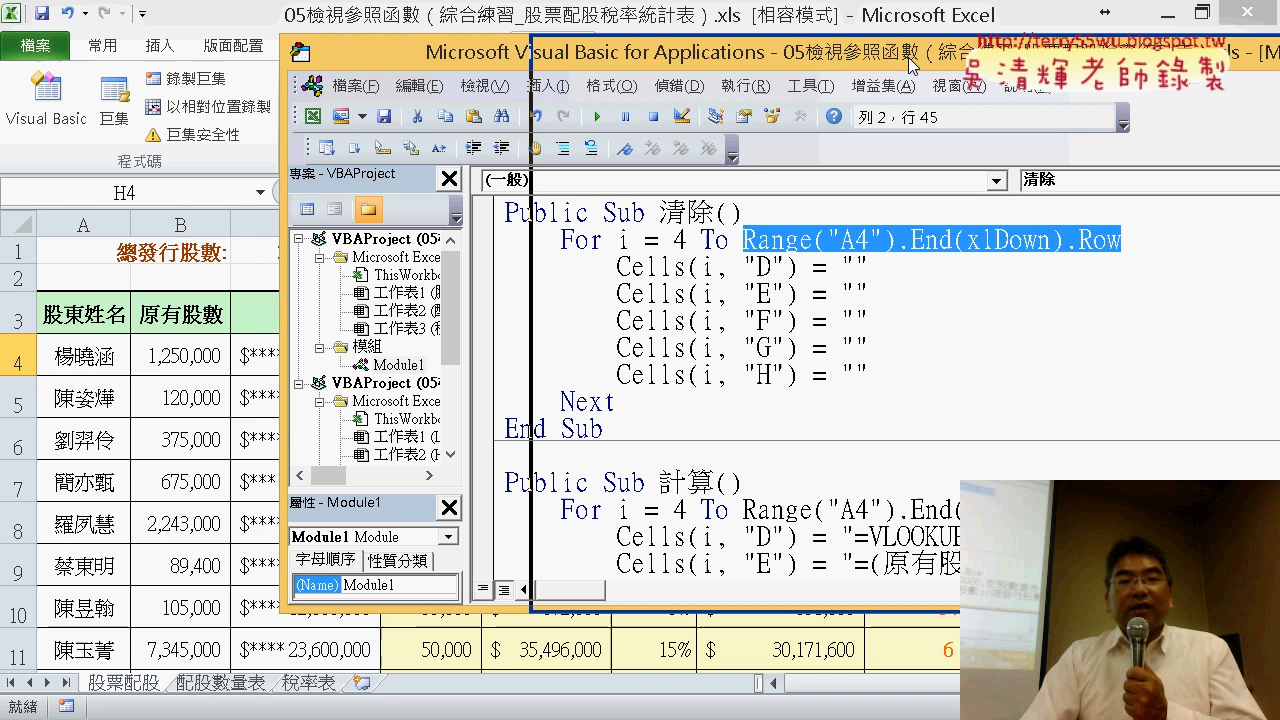 05檢視參照函數(綜合練習_股票配股稅率統計表).xls [相容模式] - Microsoft Excel
檔案 常用 插入 版面配置
Visual Basic 巨集 錄製巨集
以相對位置錄製
巨集安全性
程式碼
H4
A B
1 總發行股數:
2
3 股東姓名 原有股數
4 楊曉涵 1,250,000 $****
5 陳姿燁 120,000 $***
6 劉羿伶 375,000 $***
7 簡亦甄 675,000 $***
8 羅夙慧 2,243,000 $***
9 蔡東明 89,400 $***
10 陳昱翰 105,000
11 陳玉菁 7,345,000 $**** 23,600,000 50,000 $ 35,496,000 15% $ 30,171,600 6
股票配股 配股數量表 稅率表
就緒
Microsoft Visual Basic for Applications - 05檢視參照函數(綜合
http://terry55wu.blogspot.tw
吳清輝老師錄製
檔案(F) 編輯(E) 檢視(V) 插入(I) 格式(O) 偵錯(D) 執行(R) 工具(T) 增益集(A) 視窗(W)
列 2,行 45
專案 - VBAProject
VBAProject (05
Microsoft Exce
ThisWorkb
工作表1
工作表2
工作表3
模組
Module1
VBAProject (05
Microsoft Exce
ThisWorkb
工作表1
工作表2
屬性 - Module1
Module1 Module
字母順序 性質分類
(Name) Module1
(一般) 清除
Public Sub 清除()
For i = 4 To Range("A4").End(xlDown).Row
Cells(i, "D") = ""
Cells(i, "E") = ""
Cells(i, "F") = ""
Cells(i, "G") = ""
Cells(i, "H") = ""
Next
End Sub
Public Sub 計算()
For i = 4 To Range("A4").End(
Cells(i, "D") = "=VLOOKUP
Cells(i, "E") = "=(原有股